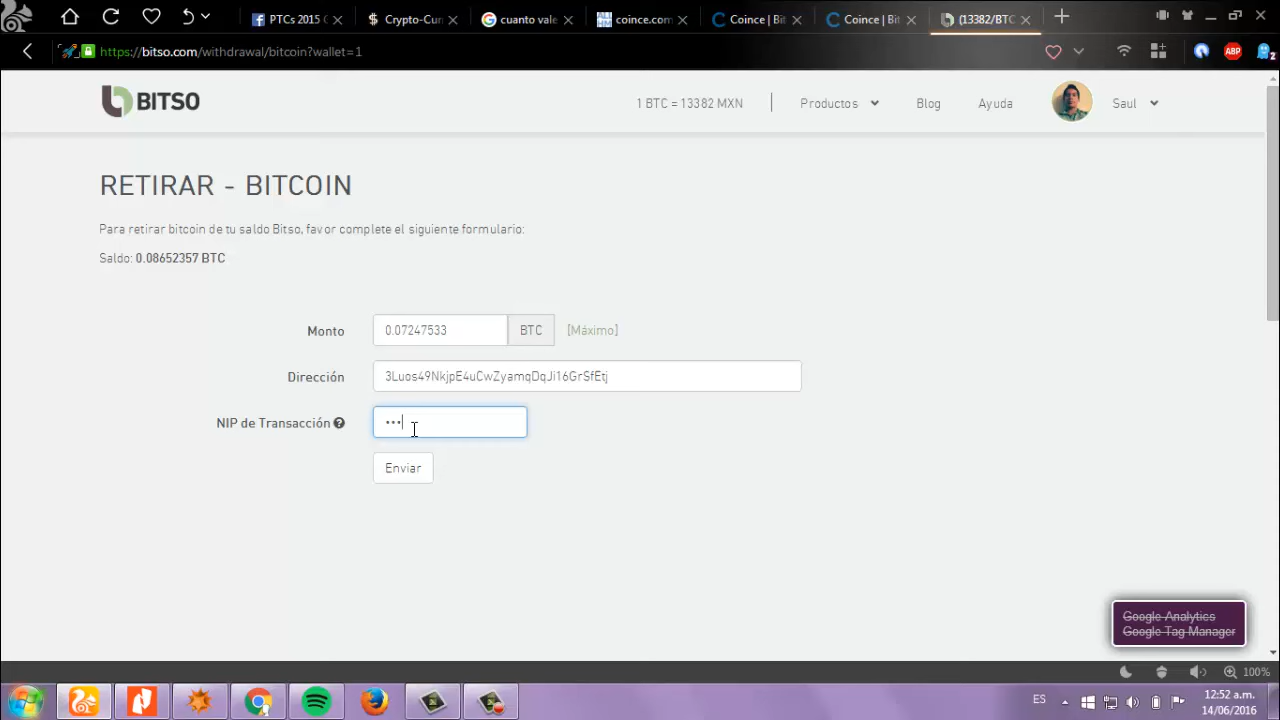 PTCs 2015 C
Crypto-Cur
cuanto vale
coince.com
Coince | Bit
Coince | Bit
(13382/BTC
https://bitso.com/withdrawal/bitcoin?wallet=1
ABP
2
BITSO
1 BTC = 13382 MXN
Productos
Blog
Ayuda
Saul
RETIRAR - BITCOIN
Para retirar bitcoin de tu saldo Bitso, favor complete el siguiente formulario:
Saldo: 0.08652357 BTC
Monto
0.07247533
BTC
[Máximo]
Dirección
3Luos49NkjpE4uCwZyamqDqJi16GrSfEtj
NIP de Transacción
Enviar
Google Analytics
Google Tag Manager
100%
ES
12:52 a.m.
14/06/2016